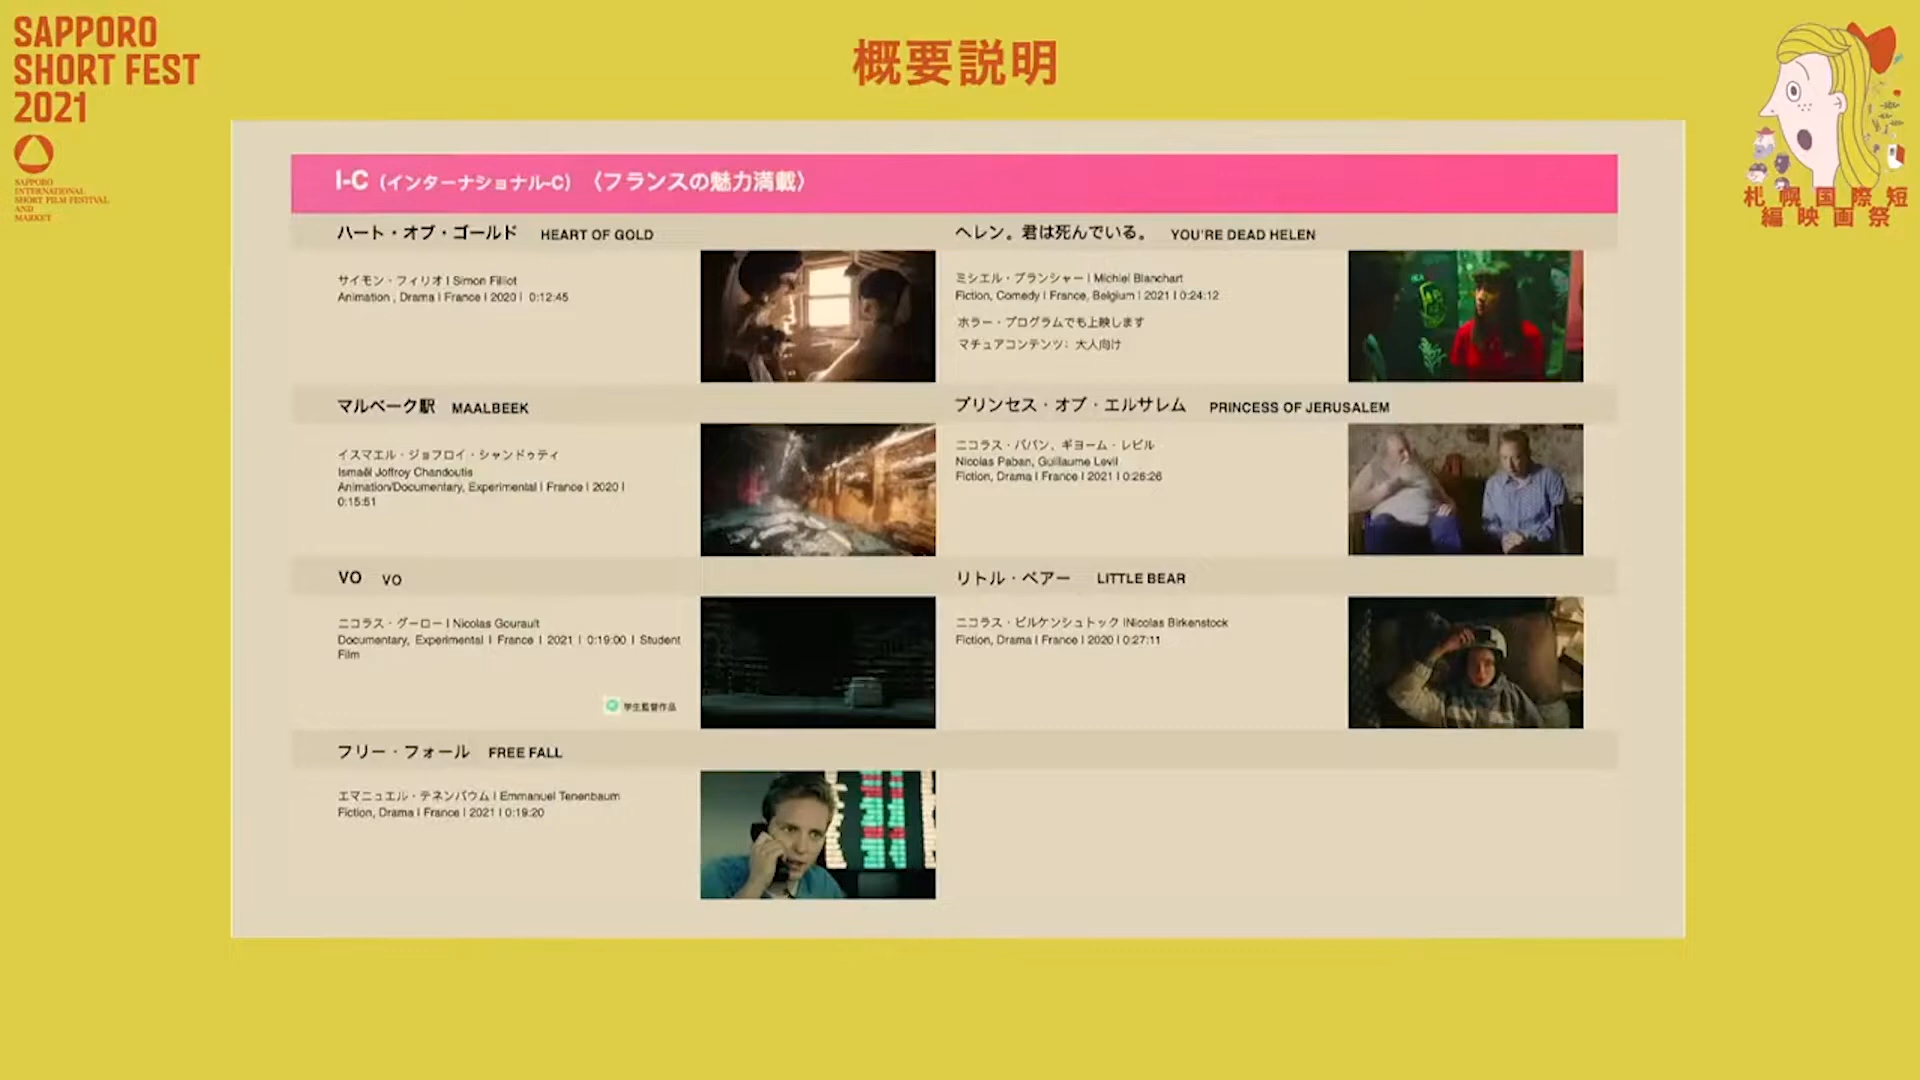 SAPPORO
SHORT FEST
2021
SAPPORO
INTERNATIONAL
SHORT FILM FESTIVAL
AND
MARKET
概要説明
札幌国際短
編映画祭
I-C (インターナショナル-C) 〈フランスの魅力満載〉
ハート・オブ・ゴールド HEART OF GOLD
サイモン・フィリオ I Simon Filliot
Animation , Drama I France I 2020 I 0:12:45
ヘレン。君は死んでいる。 YOU'RE DEAD HELEN
ミシエル・ブランシャー I Michiel Blanchart
Fiction, Comedy I France, Belgium I 2021 I 0:24:12
ホラー・プログラムでも上映します
マチュアコンテンツ: 大人向け
マルベーク駅 MAALBEEK
イスマエル・ジョフロイ・シャンドゥティ
Ismaël Joffroy Chandoutis
Animation/Documentary, Experimental I France I 2020 I
0:15:51
プリンセス・オブ・エルサレム PRINCESS OF JERUSALEM
ニコラス・パバン、ギヨーム・レビル
Nicolas Paban, Guillaume Levil
Fiction, Drama I France I 2021 I 0:26:26
VO VO
ニコラス・グーロー I Nicolas Gourault
Documentary, Experimental I France I 2021 I 0:19:00 I Student
Film
学生監督作品
リトル・ベアー LITTLE BEAR
ニコラス・ビルケンシュトック INicolas Birkenstock
Fiction, Drama I France I 2020 I 0:27:11
フリー・フォール FREE FALL
エマニュエル・テネンバウム I Emmanuel Tenenbaum
Fiction, Drama I France I 2021 I 0:19:20